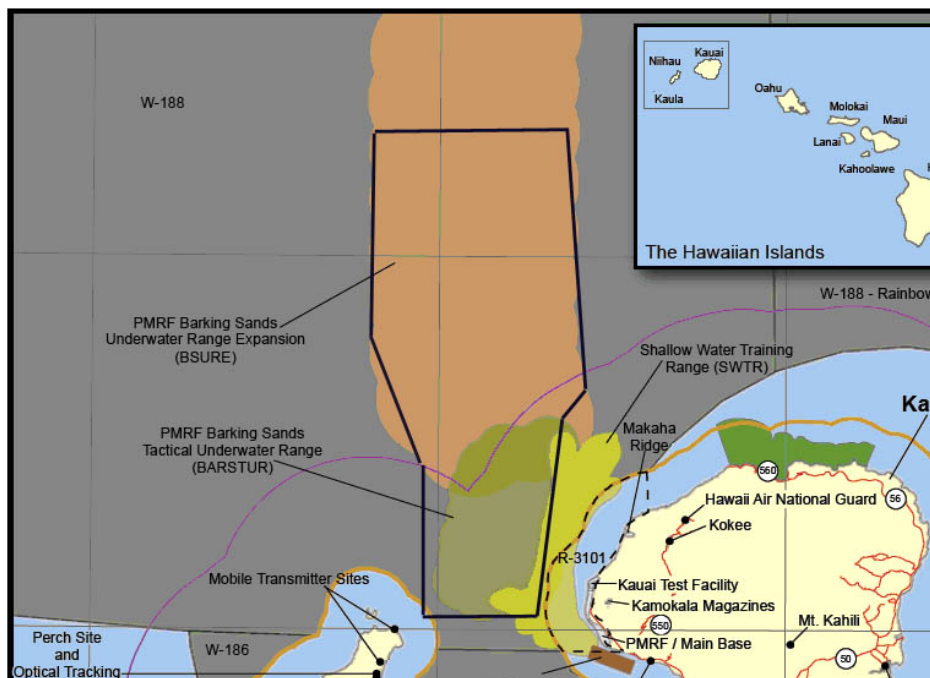 W-188
Niihau
Kauai
Kaula
Oahu
Molokai
Maui
Lanai
Kahoolawe
H
The Hawaiian Islands
W-188 - Rainbow
PMRF Barking Sands
Underwater Range Expansion
(BSURE)
Shallow Water Training
Range (SWTR)
Ka
PMRF Barking Sands
Tactical Underwater Range
(BARSTUR)
Makaha
Ridge
560
56
Hawaii Air National Guard
Kokee
R-3101
Mobile Transmitter Sites
Kauai Test Facility
Kamokala Magazines
550
Mt. Kahili
PMRF / Main Base
50
W-186
Perch Site
and
Optical Tracking